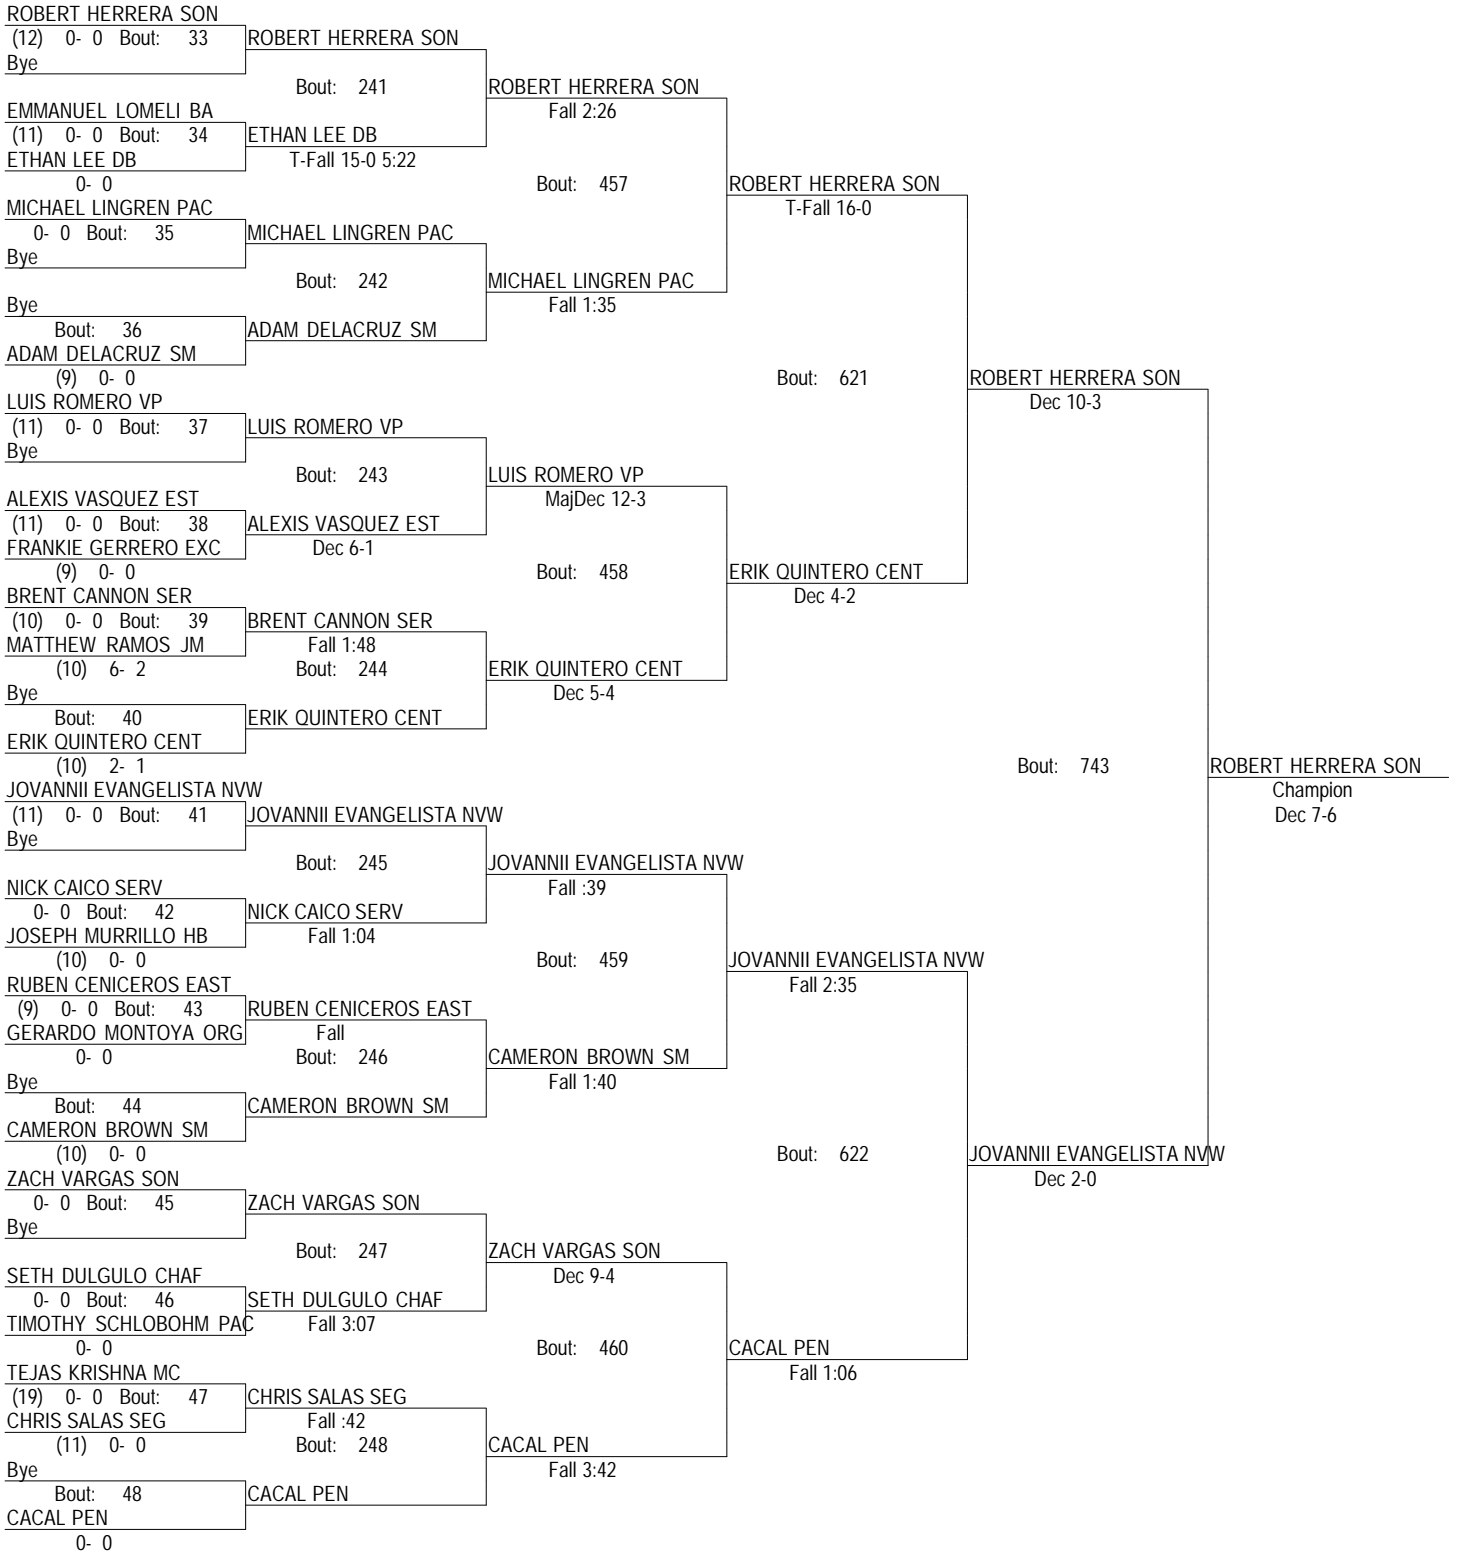 ROBERT HERRERA SON
(12) 0- 0 Bout: 33 ROBERT HERRERA SON
Bye
Bout: 241 ROBERT HERRERA SON
EMMANUEL LOMELI BA Fall 2:26
(11) 0- 0 Bout: 34 ETHAN LEE DB
ETHAN LEE DB T-Fall 15-0 5:22
0- 0 Bout: 457 ROBERT HERRERA SON
MICHAEL LINGREN PAC T-Fall 16-0
0- 0 Bout: 35 MICHAEL LINGREN PAC
Bye
Bout: 242 MICHAEL LINGREN PAC
Bye Fall 1:35
Bout: 36 ADAM DELACRUZ SM
ADAM DELACRUZ SM
(9) 0- 0 Bout: 621 ROBERT HERRERA SON
LUIS ROMERO VP Dec 10-3
(11) 0- 0 Bout: 37 LUIS ROMERO VP
Bye
Bout: 243 LUIS ROMERO VP
ALEXIS VASQUEZ EST MajDec 12-3
(11) 0- 0 Bout: 38 ALEXIS VASQUEZ EST
FRANKIE GERRERO EXC Dec 6-1
(9) 0- 0 Bout: 458 ERIK QUINTERO CENT
BRENT CANNON SER Dec 4-2
(10) 0- 0 Bout: 39 BRENT CANNON SER
MATTHEW RAMOS JM Fall 1:48
(10) 6- 2 Bout: 244 ERIK QUINTERO CENT
Bye Dec 5-4
Bout: 40 ERIK QUINTERO CENT
ERIK QUINTERO CENT
(10) 2- 1 Bout: 743 ROBERT HERRERA SON
JOVANNII EVANGELISTA NVW Champion
(11) 0- 0 Bout: 41 JOVANNII EVANGELISTA NVW Dec 7-6
Bye
Bout: 245 JOVANNII EVANGELISTA NVW
NICK CAICO SERV Fall :39
0- 0 Bout: 42 NICK CAICO SERV
JOSEPH MURRILLO HB Fall 1:04
(10) 0- 0 Bout: 459 JOVANNII EVANGELISTA NVW
RUBEN CENICEROS EAST Fall 2:35
(9) 0- 0 Bout: 43 RUBEN CENICEROS EAST
GERARDO MONTOYA ORG Fall
0- 0 Bout: 246 CAMERON BROWN SM
Bye Fall 1:40
Bout: 44 CAMERON BROWN SM
CAMERON BROWN SM
(10) 0- 0 Bout: 622 JOVANNII EVANGELISTA NVW
ZACH VARGAS SON Dec 2-0
0- 0 Bout: 45 ZACH VARGAS SON
Bye
Bout: 247 ZACH VARGAS SON
SETH DULGULO CHAF Dec 9-4
0- 0 Bout: 46 SETH DULGULO CHAF
TIMOTHY SCHLOBOHM PAC Fall 3:07
0- 0 Bout: 460 CACAL PEN
TEJAS KRISHNA MC Fall 1:06
(19) 0- 0 Bout: 47 CHRIS SALAS SEG
CHRIS SALAS SEG Fall :42
(11) 0- 0 Bout: 248 CACAL PEN
Bye Fall 3:42
Bout: 48 CACAL PEN
CACAL PEN
0- 0